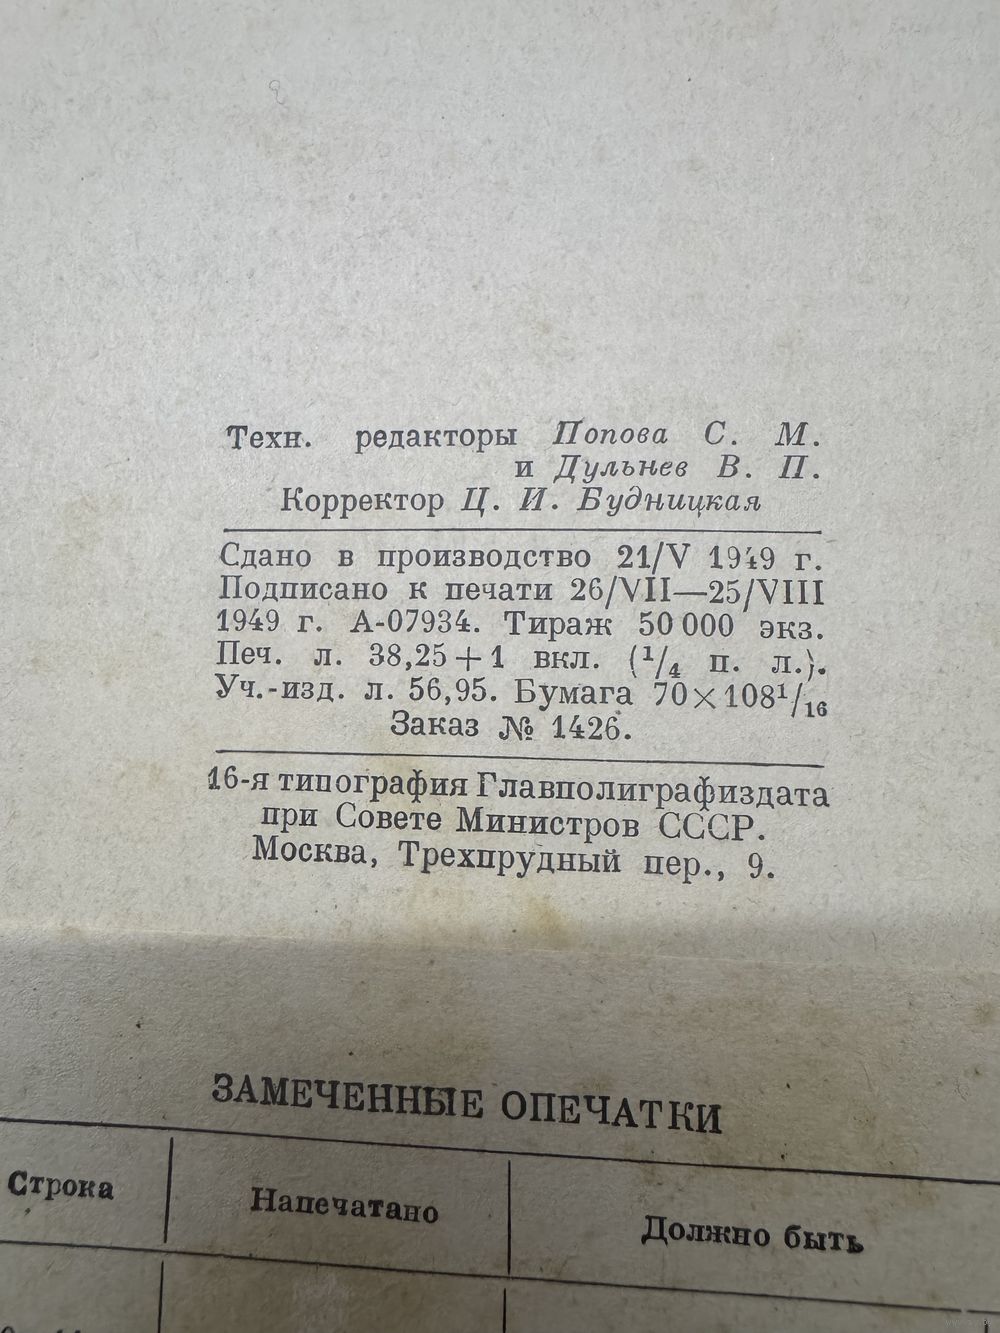 Техн. редакторы Попова С. М.
и Дульнев В. П.
Корректор Ц. И. Будницкая
Сдано в производство 21/V 1949 г.
Подписано к печати 26/VII—25/VIII
1949 г. А-07934. Тираж 50 000 экз.
Печ. л. 38,25 + 1 вкл. (1/4 п. л.).
Уч.-изд. л. 56,95. Бумага 70×108 1/16
Заказ № 1426.
16-я типография Главполиграфиздата
при Совете Министров СССР.
Москва, Трехпрудный пер., 9.
ЗАМЕЧЕННЫЕ ОПЕЧАТКИ
Строка Напечатано Должно быть